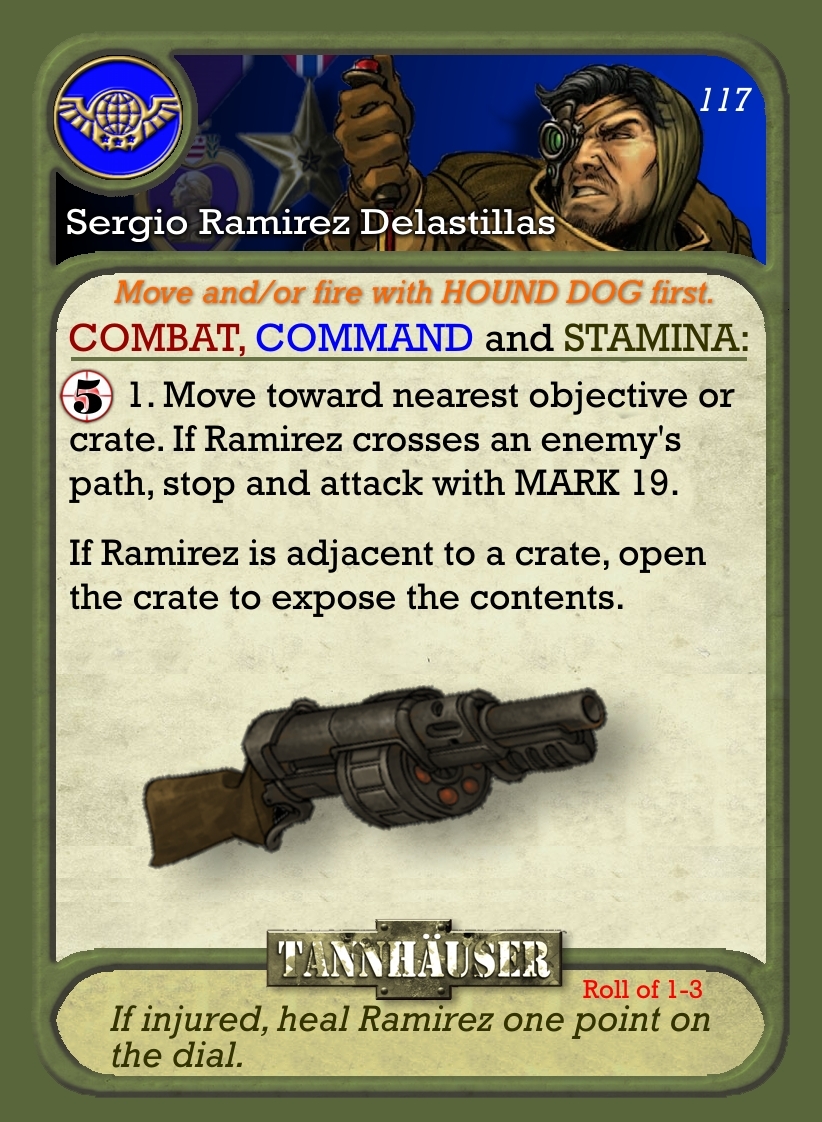 117
Sergio Ramirez Delastillas
Move and/or fire with HOUND DOG first.
COMBAT, COMMAND and STAMINA:
5 1. Move toward nearest objective or
crate. If Ramirez crosses an enemy's
path, stop and attack with MARK 19.
If Ramirez is adjacent to a crate, open
the crate to expose the contents.
TANNHÄUSER
Roll of 1-3
If injured, heal Ramirez one point on
the dial.